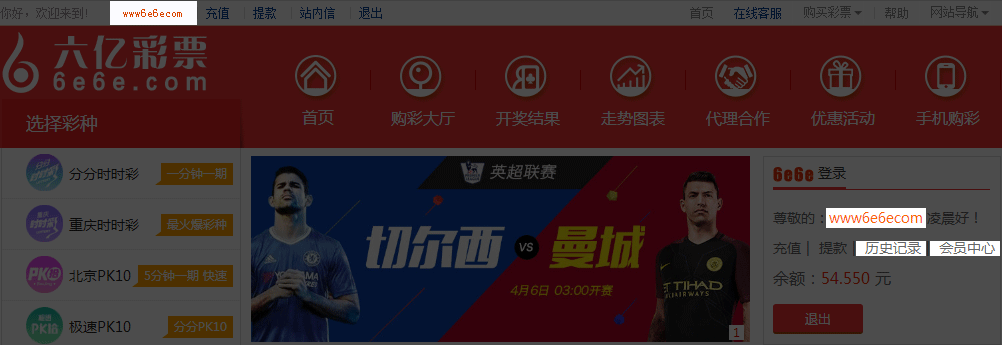 你好，欢迎来到！ www6e6ecom 充值 | 提款 | 站内信 | 退出 首页 在线客服 购买彩票 帮助 网站导航
六亿彩票
6e6e.com
首页 购彩大厅 开奖结果 走势图表 代理合作 优惠活动 手机购彩
选择彩种
分分时时彩 一分钟一期
重庆时时彩 最火爆彩种
北京PK10 5分钟一期 快速
极速PK10 分分PK10
英超联赛
切尔西 VS 曼城
4月6日 03:00开赛
1
6e6e 登录
尊敬的：www6e6ecom 凌晨好！
充值 | 提款 | 历史记录 | 会员中心
余额：54.550 元
退出